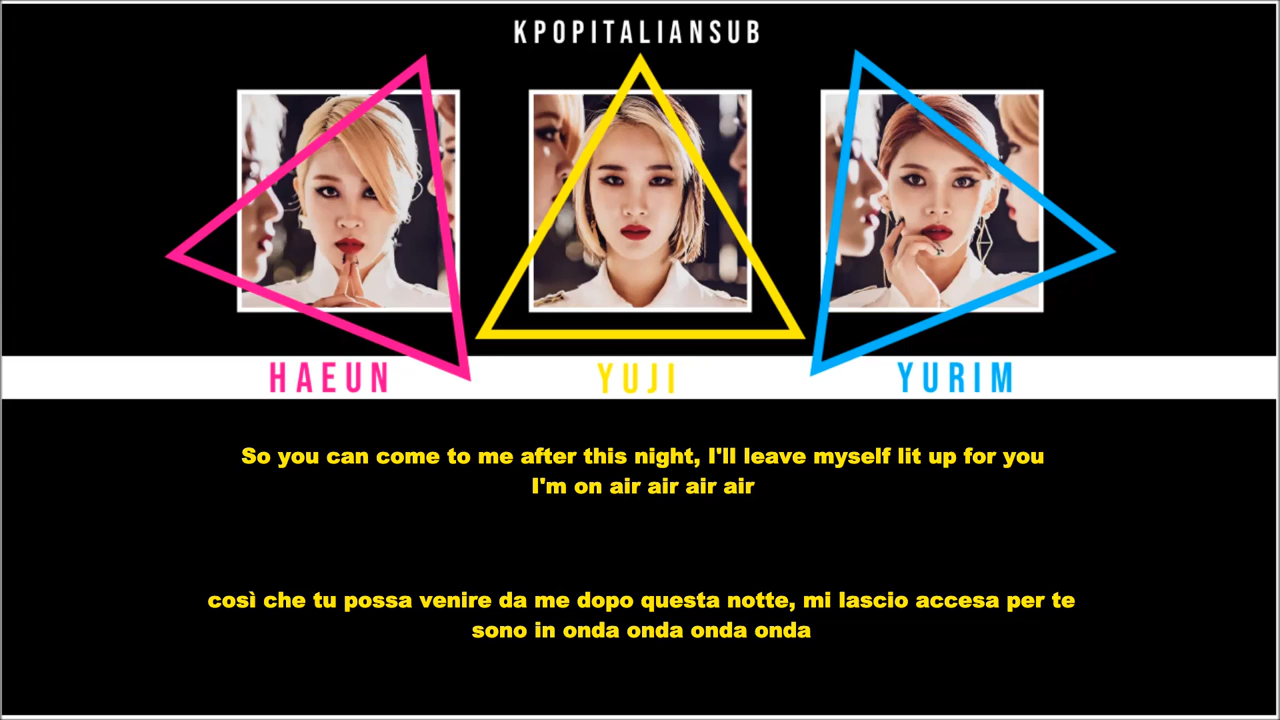 KPOPITALIANSUB
HAEUN YUJI YURIM
So you can come to me after this night, I'll leave myself lit up for you
I'm on air air air air
così che tu possa venire da me dopo questa notte, mi lascio accesa per te
sono in onda onda onda onda